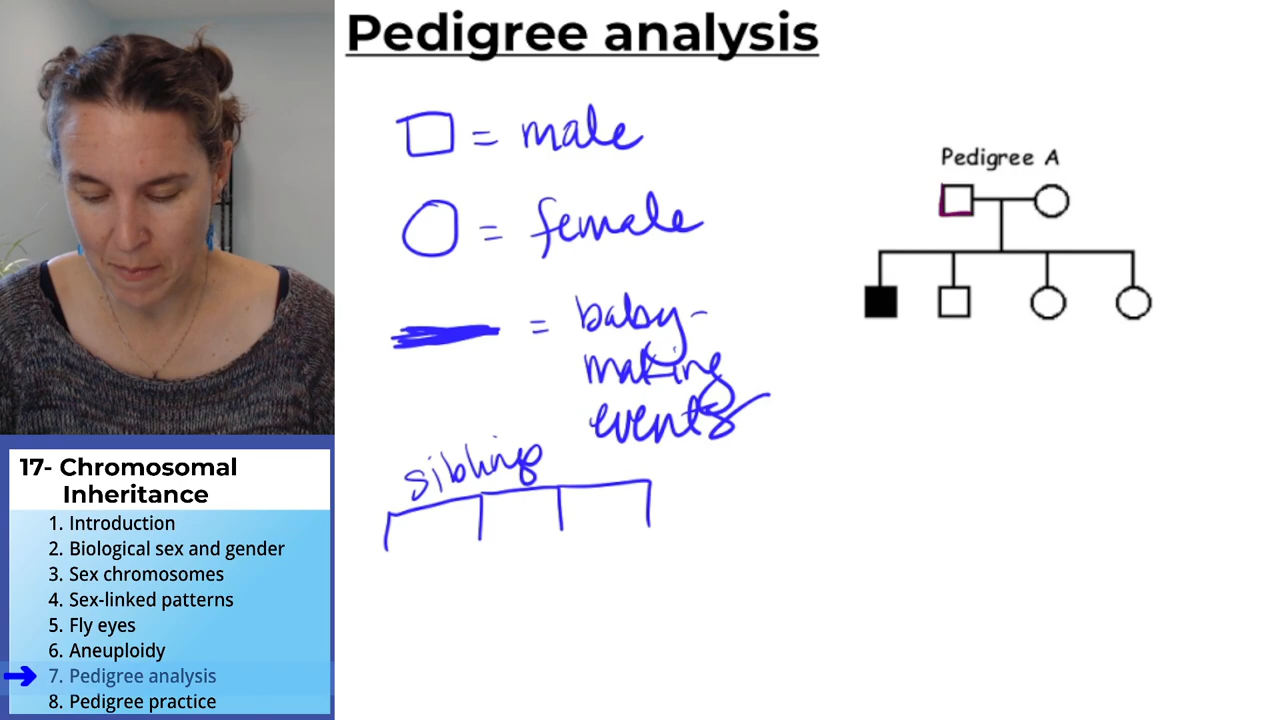 Pedigree analysis
= male
= female
= baby-
making
events
siblings
Pedigree A
17- Chromosomal
Inheritance
1. Introduction
2. Biological sex and gender
3. Sex chromosomes
4. Sex-linked patterns
5. Fly eyes
6. Aneuploidy
7. Pedigree analysis
8. Pedigree practice